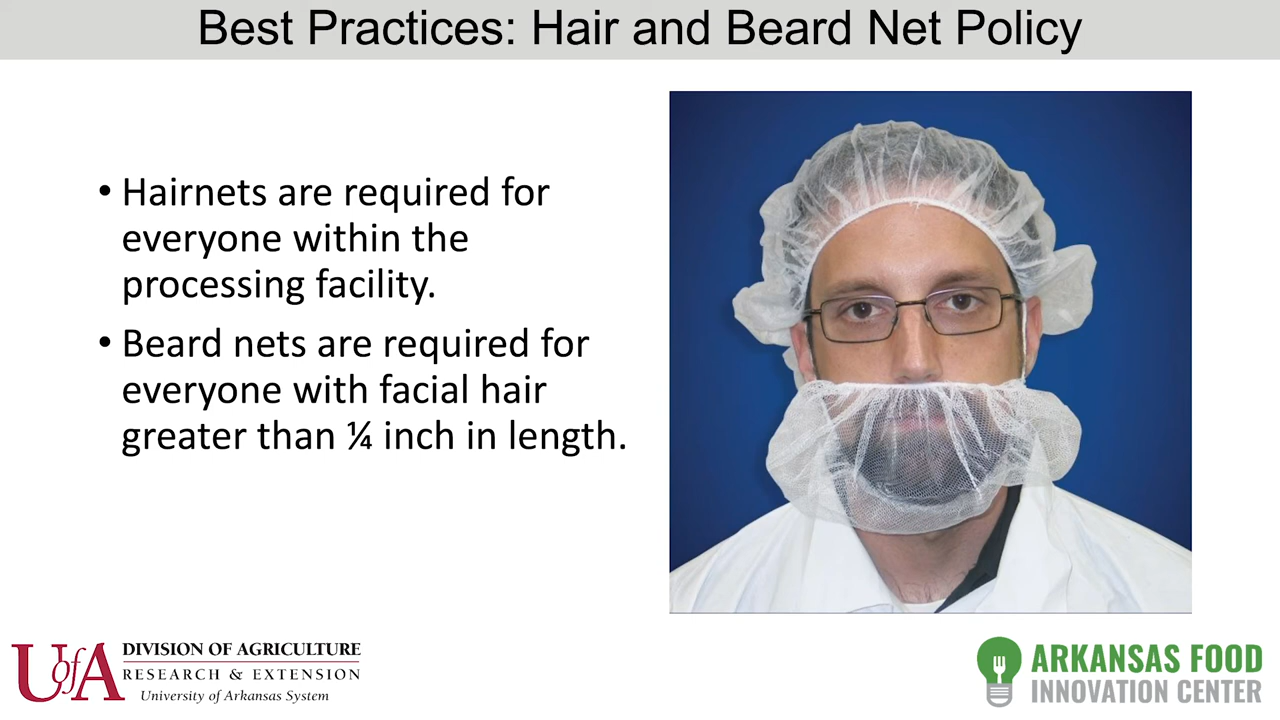 Best Practices: Hair and Beard Net Policy
• Hairnets are required for
everyone within the
processing facility.
• Beard nets are required for
everyone with facial hair
greater than ¼ inch in length.
UofA
DIVISION OF AGRICULTURE
RESEARCH & EXTENSION
University of Arkansas System
ARKANSAS FOOD
INNOVATION CENTER